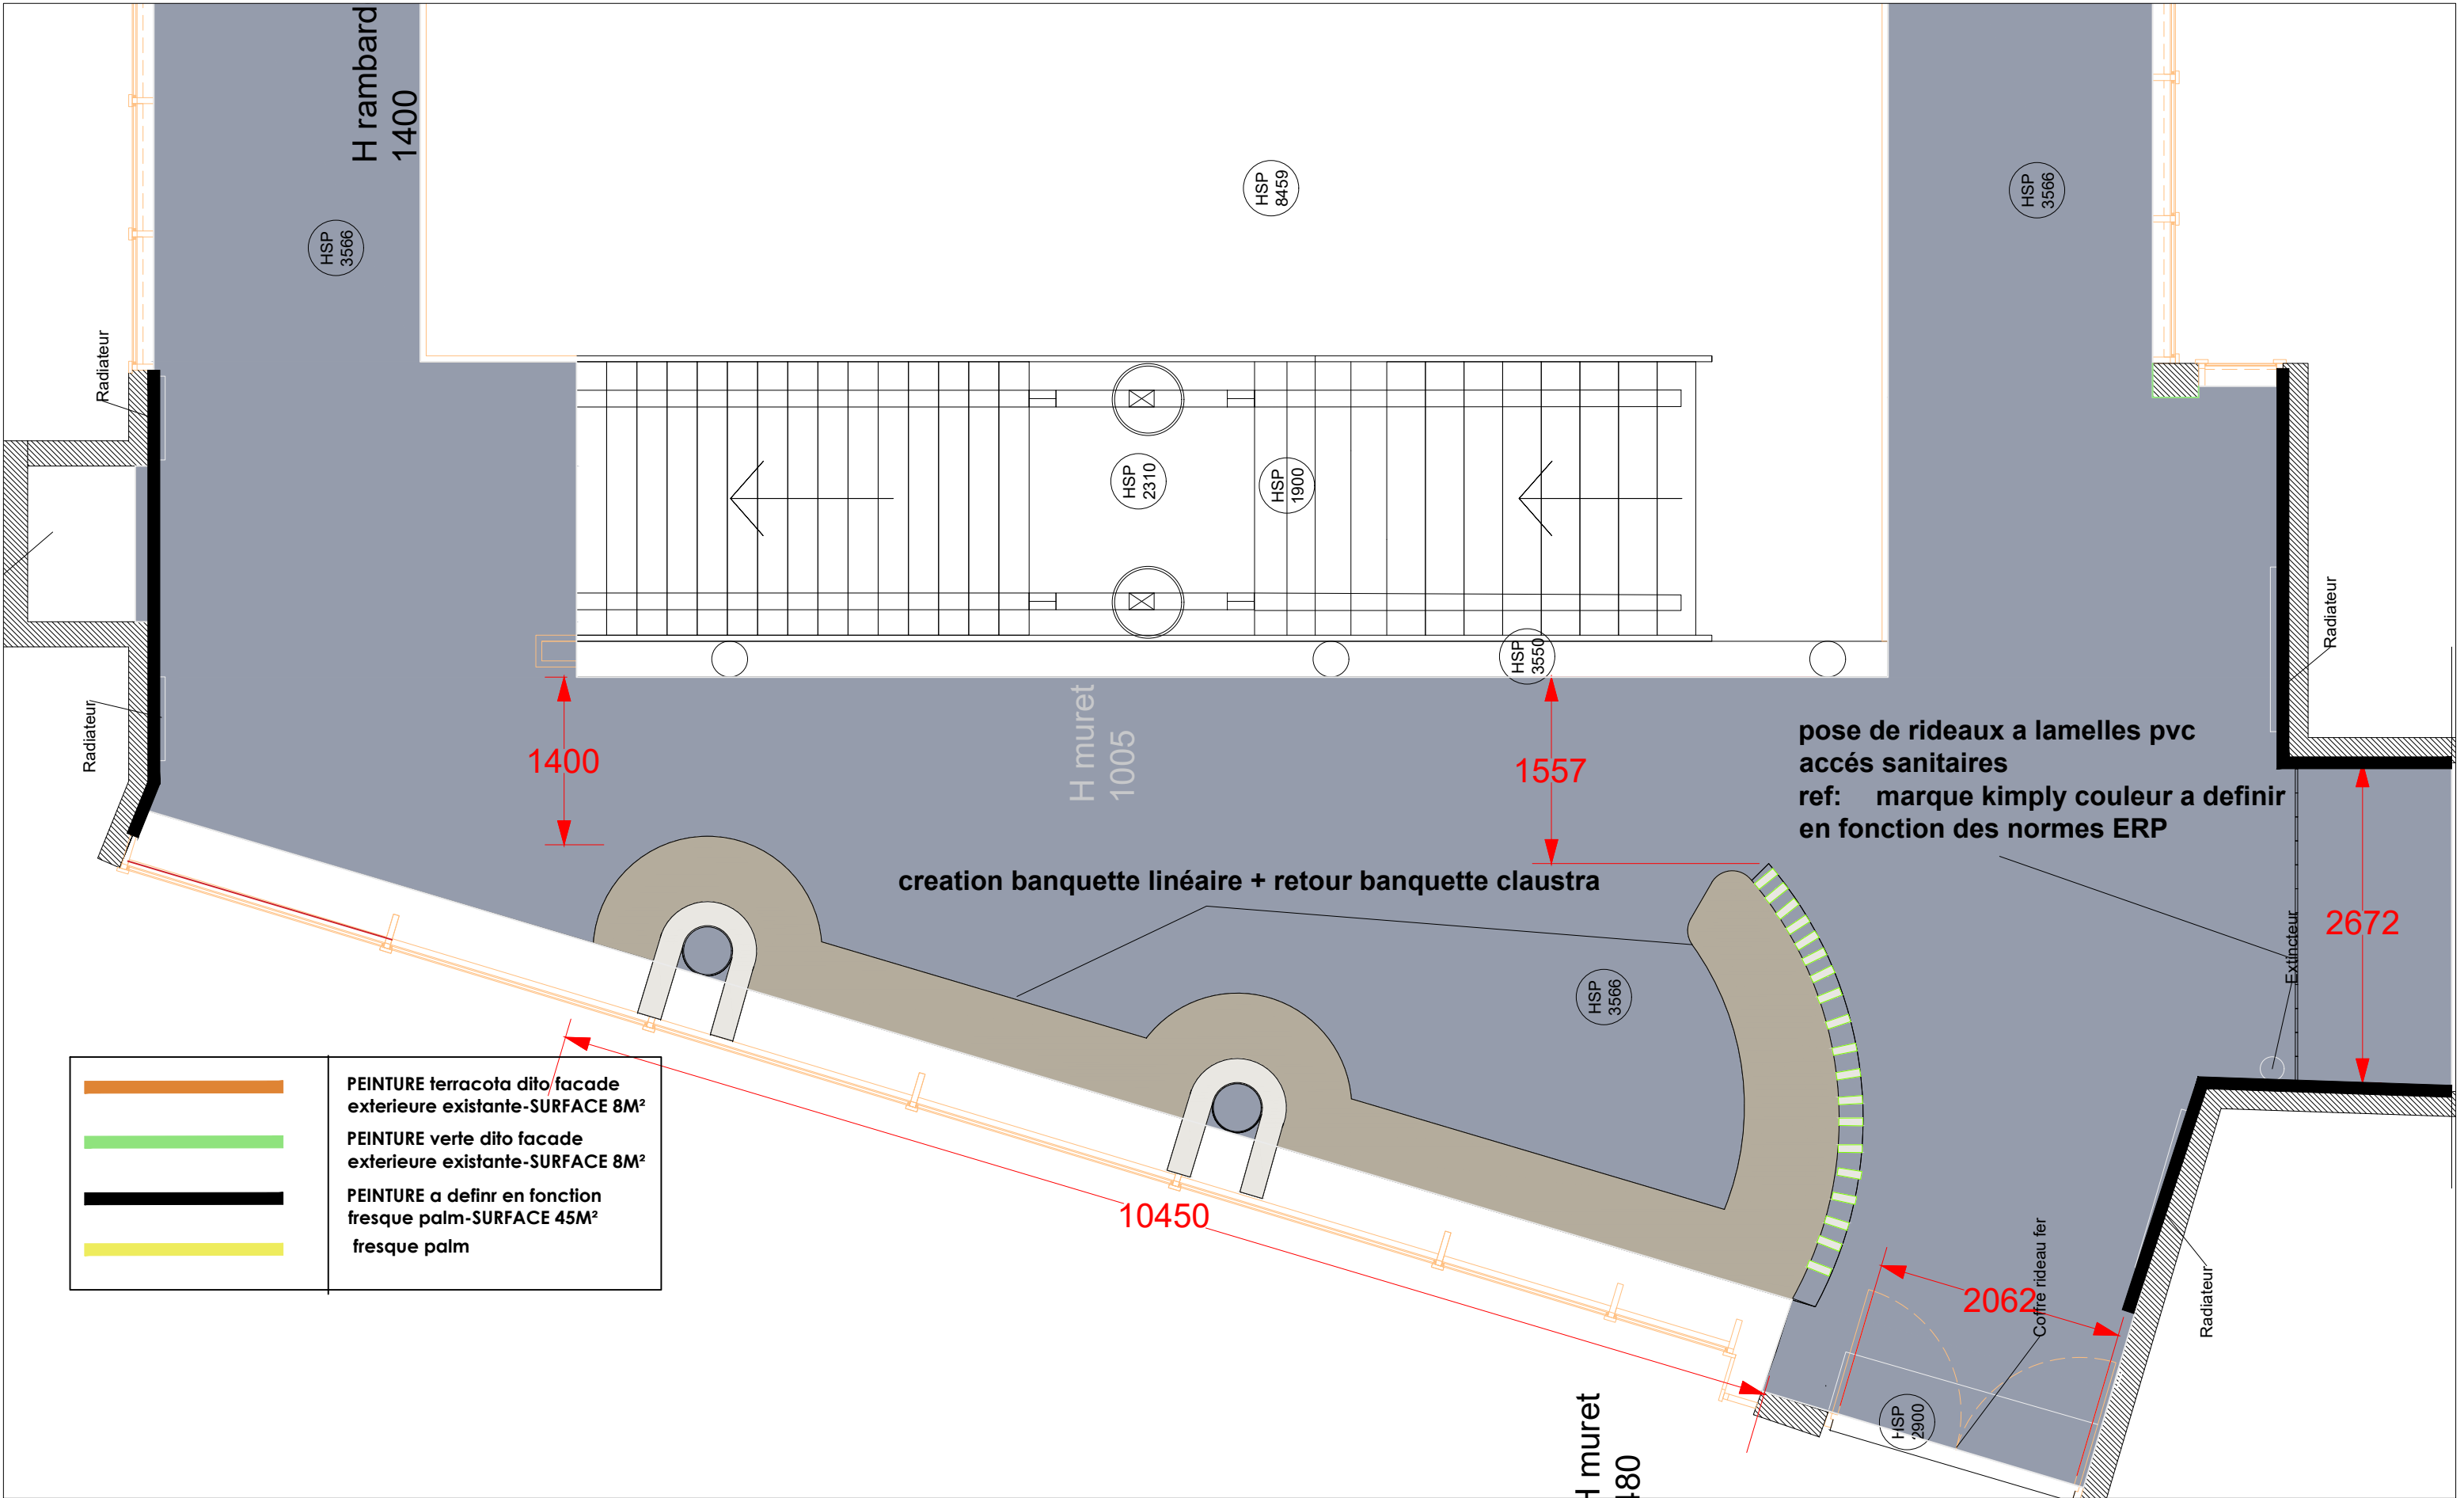 H rambard
1400
HSP
8459
HSP
3566
HSP
3566
Radiateur
HSP
2310
HSP
1900
Radiateur
HSP
3550
Radiateur
H muret
1005
1400
1557
pose de rideaux a lamelles pvc
accés sanitaires
ref: marque kimply couleur a definir
en fonction des normes ERP
creation banquette linéaire + retour banquette claustra
2672
Extincteur
HSP
3566
PEINTURE terracota dito facade
exterieure existante-SURFACE 8M²
PEINTURE verte dito facade
exterieure existante-SURFACE 8M²
PEINTURE a definr en fonction
fresque palm-SURFACE 45M²
fresque palm
10450
2062
Coffre rideau fer
Radiateur
HSP
2900
H muret
480